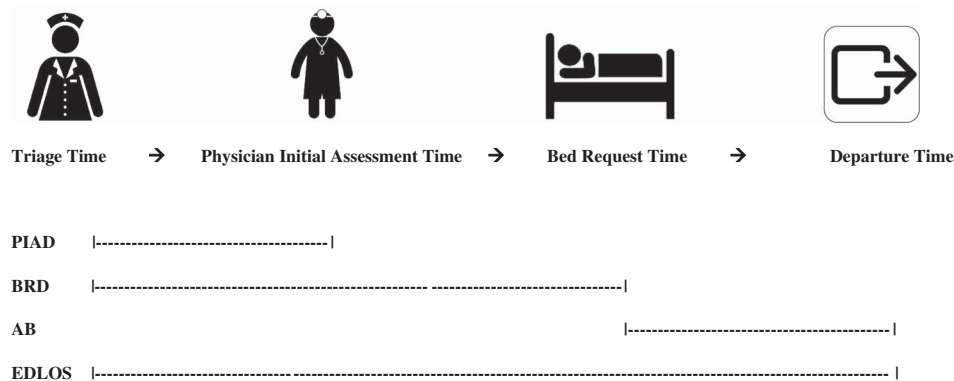 Triage Time → Physician Initial Assessment Time → Bed Request Time → Departure Time
PIAD |---------------------------------------|
BRD |-------------------------------------------------------- --------------------------------|
AB |--------------------------------------------|
EDLOS |--------------------------------- ----------------------------------------------------------------------------------------------------|